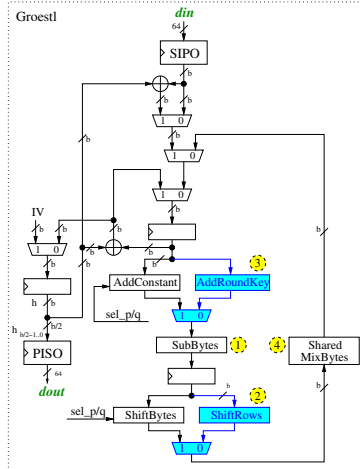 Groestl
din
64
SIPO
b
b
b
1 0
b
1 0
1 0
b
IV
b
b
b
b
b
1 0
b
3
AddConstant
AddRoundKey
h
b
b/2
sel_p/q
1 0
h b/2−1..0
PISO
SubBytes
1
4
Shared
MixBytes
64
dout
b
2
b
sel_p/q
ShiftBytes
ShiftRows
1 0
b